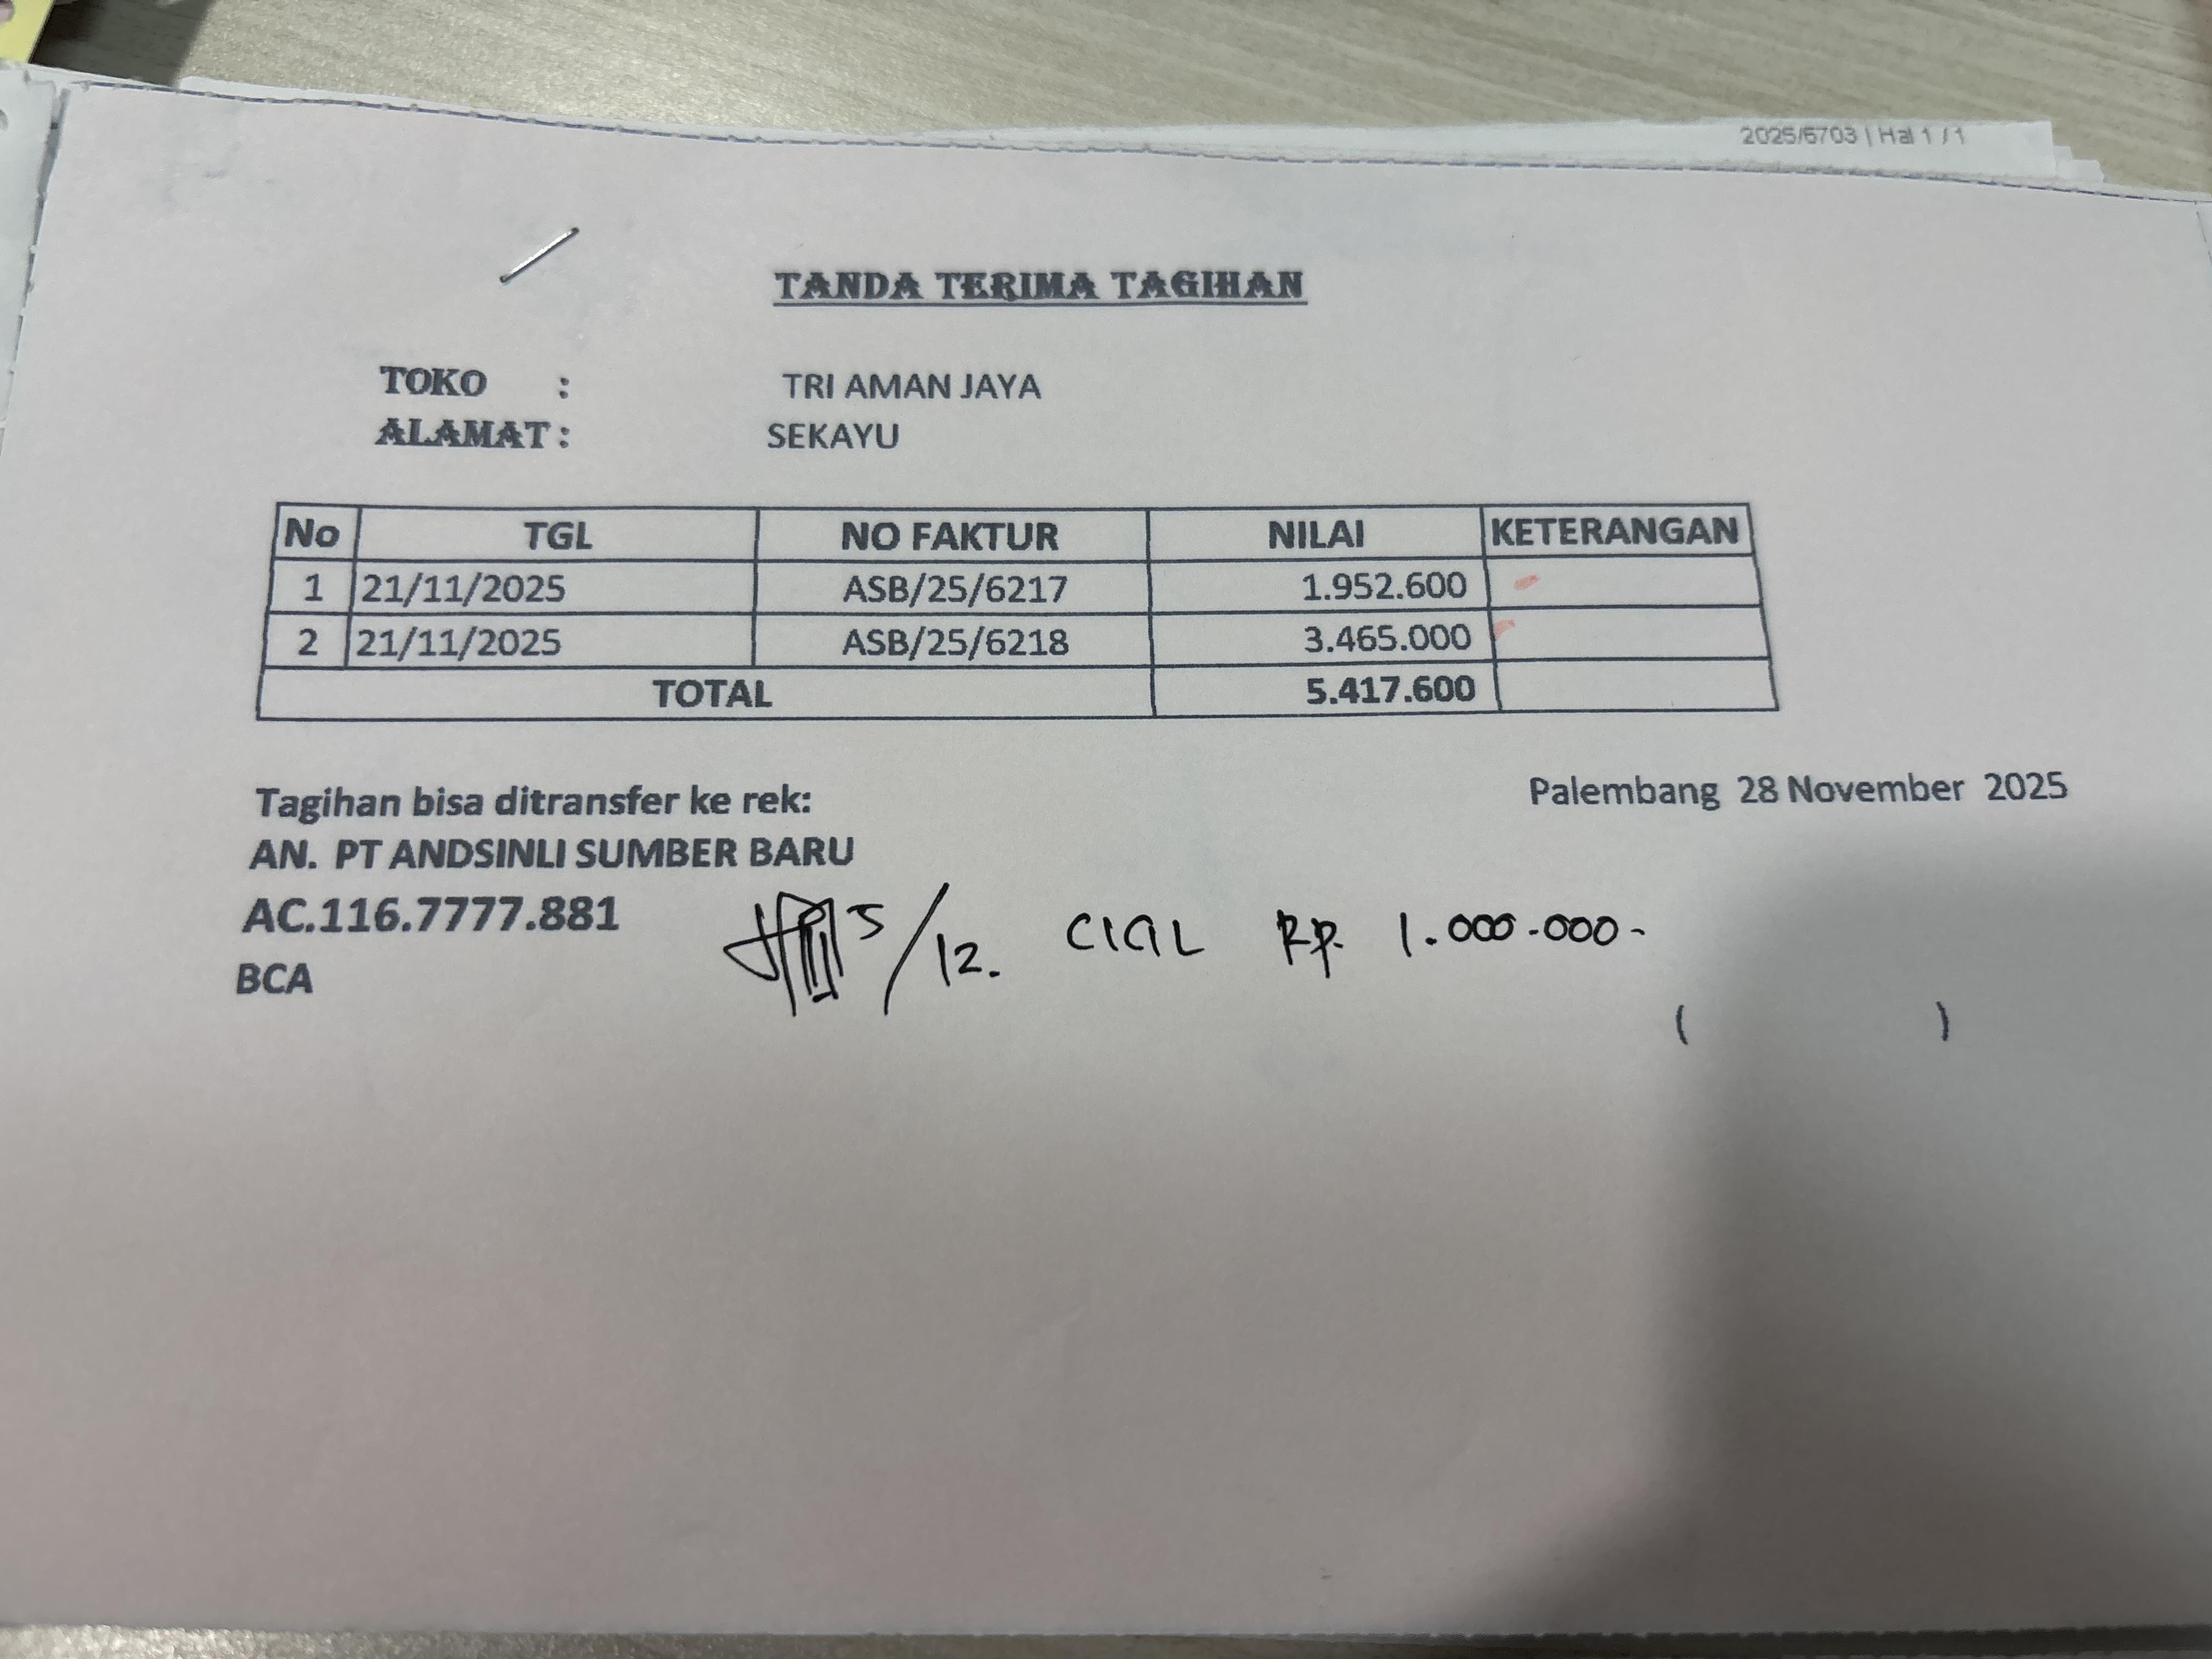 2025/6703 | Hal 1 / 1
TANDA TERIMA TAGIHAN
TOKO : TRI AMAN JAYA
ALAMAT : SEKAYU
No TGL NO FAKTUR NILAI KETERANGAN
1 21/11/2025 ASB/25/6217 1.952.600
2 21/11/2025 ASB/25/6218 3.465.000
TOTAL 5.417.600
Tagihan bisa ditransfer ke rek: Palembang 28 November 2025
AN. PT ANDSINLI SUMBER BARU
AC.116.7777.881 5/12. CIGL Rp. 1.000.000-
BCA
( )